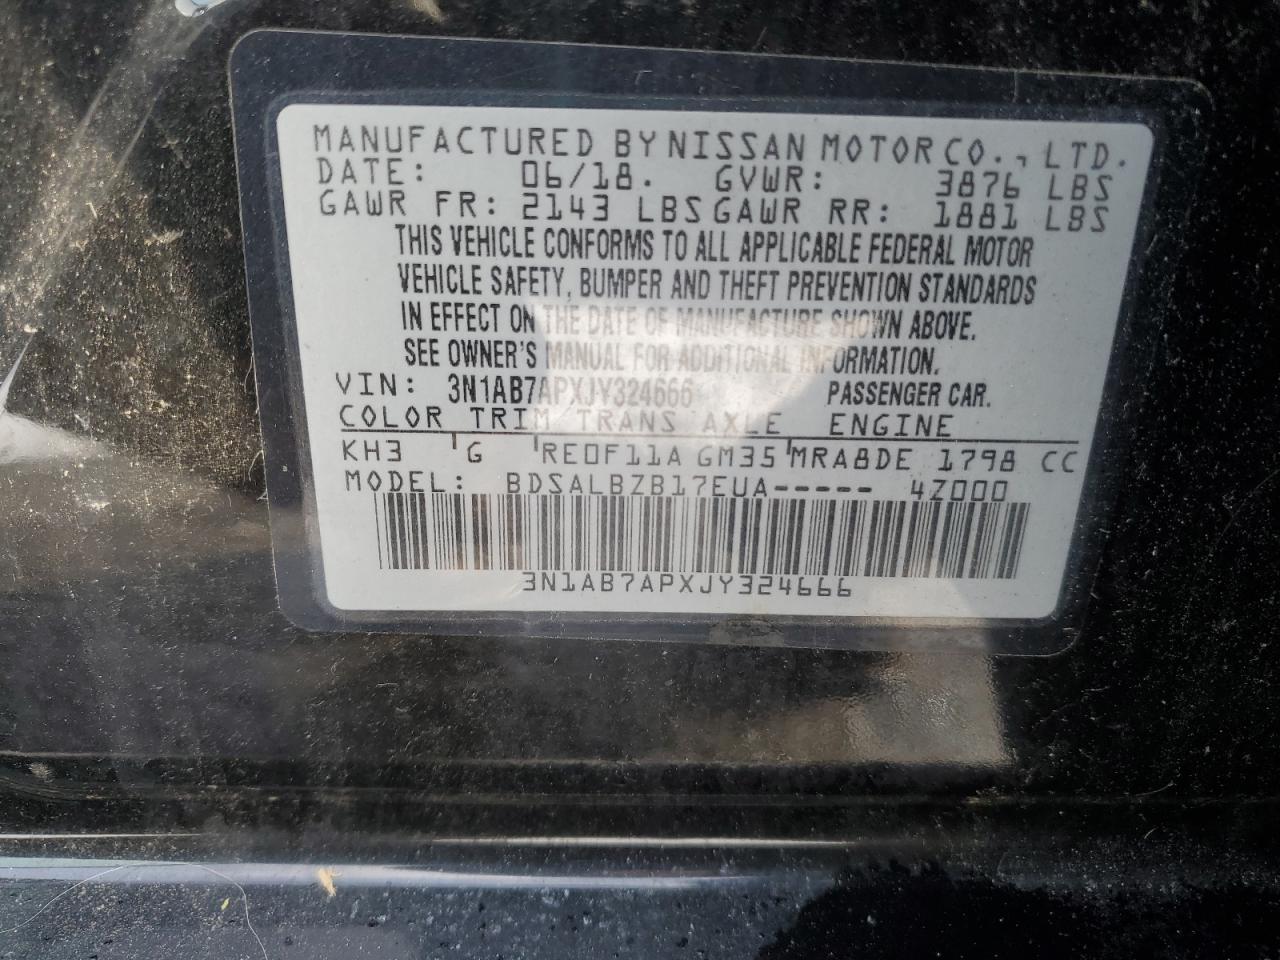 MANUFACTURED BY NISSAN MOTOR CO., LTD.
DATE: 06/18. GVWR: 3876 LBS
GAWR FR: 2143 LBS GAWR RR: 1881 LBS
THIS VEHICLE CONFORMS TO ALL APPLICABLE FEDERAL MOTOR
VEHICLE SAFETY, BUMPER AND THEFT PREVENTION STANDARDS
IN EFFECT ON THE DATE OF MANUFACTURE SHOWN ABOVE.
SEE OWNER'S MANUAL FOR ADDITIONAL INFORMATION.
VIN: 3N1AB7APXJY324666 PASSENGER CAR.
COLOR TRIM TRANS AXLE ENGINE
KH3 G RE0F11A GM35 MRA8DE 1798 CC
MODEL: BDSALBZB17EUA----- 4Z000
3N1AB7APXJY324666